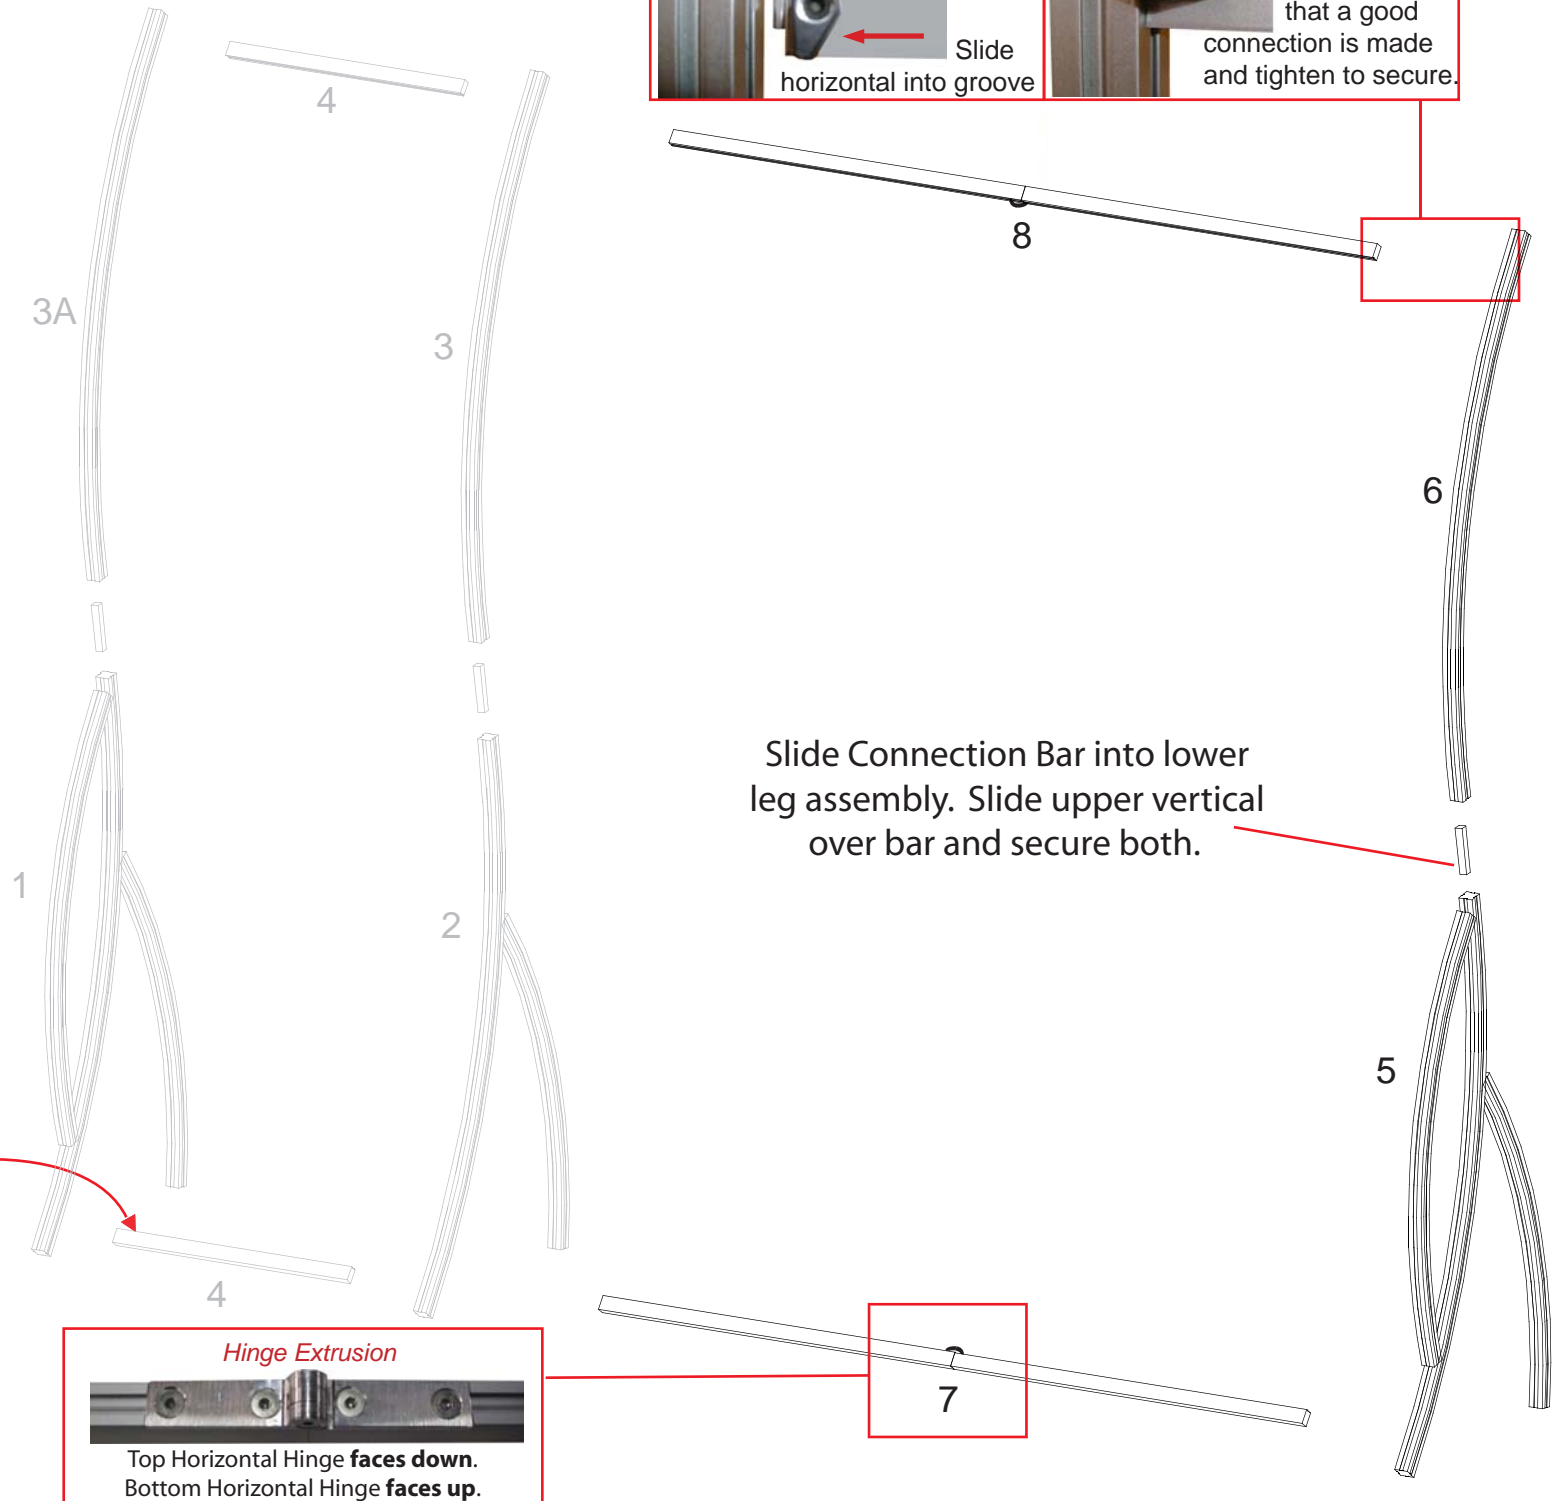 that a good
connection is made
and tighten to secure.
Slide
horizontal into groove
4
8
3A
3
6
Slide Connection Bar into lower
leg assembly. Slide upper vertical
over bar and secure both.
1
2
5
4
7
Hinge Extrusion
Top Horizontal Hinge faces down.
Bottom Horizontal Hinge faces up.